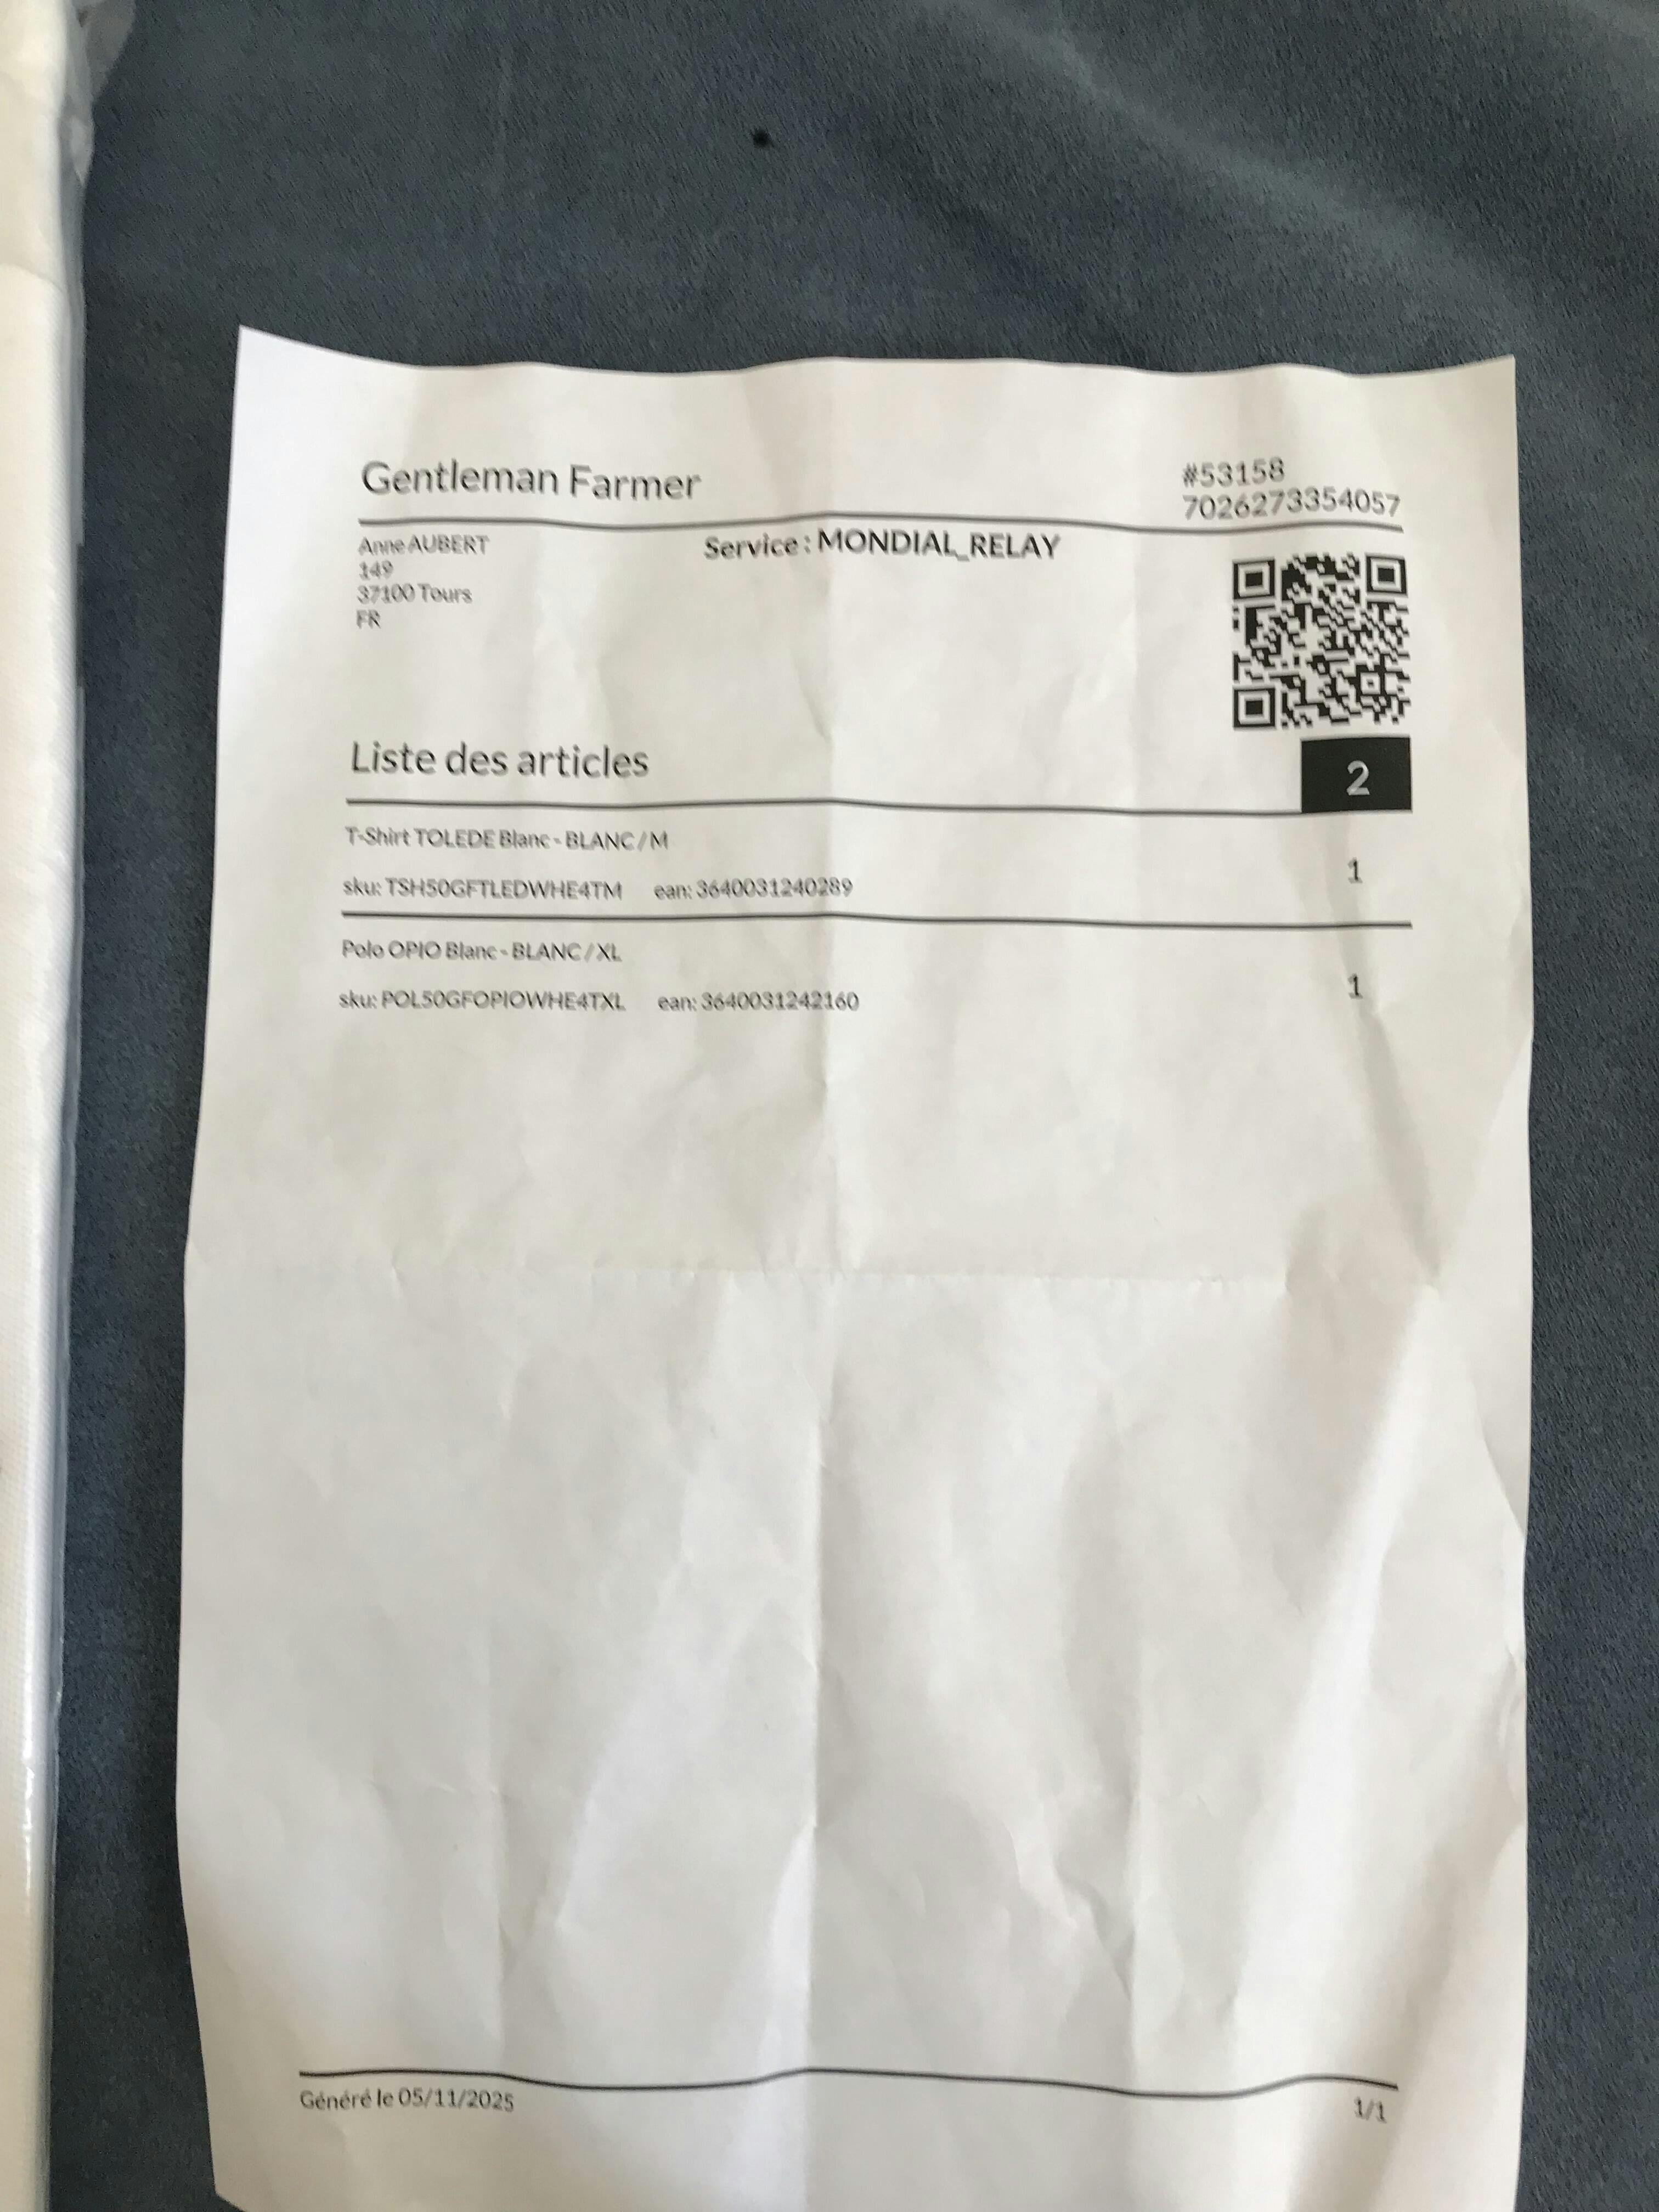 Gentleman Farmer
#53158
7026273354057
Anne AUBERT
149
37100 Tours
FR
Service : MONDIAL_RELAY
Liste des articles
2
T-Shirt TOLEDE Blanc - BLANC / M
1
sku: TSH50GFTLEDWHE4TM ean: 3640031240289
Polo OPIO Blanc - BLANC / XL
1
sku: POL50GFOPIOWHE4TXL ean: 3640031242160
Généré le 05/11/2025
1/1